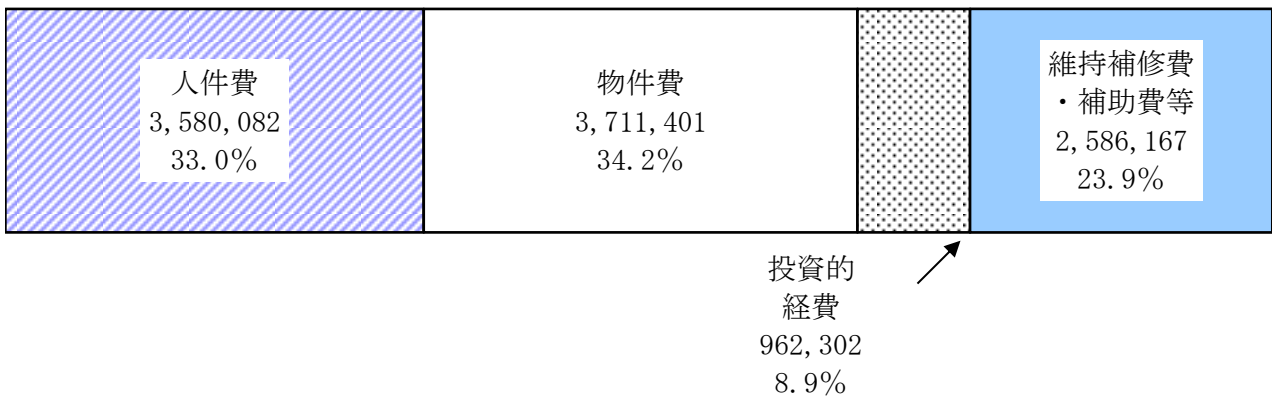 人件費
3,580,082
33.0%
物件費
3,711,401
34.2%
投資的
経費
962,302
8.9%
維持補修費
・補助費等
2,586,167
23.9%